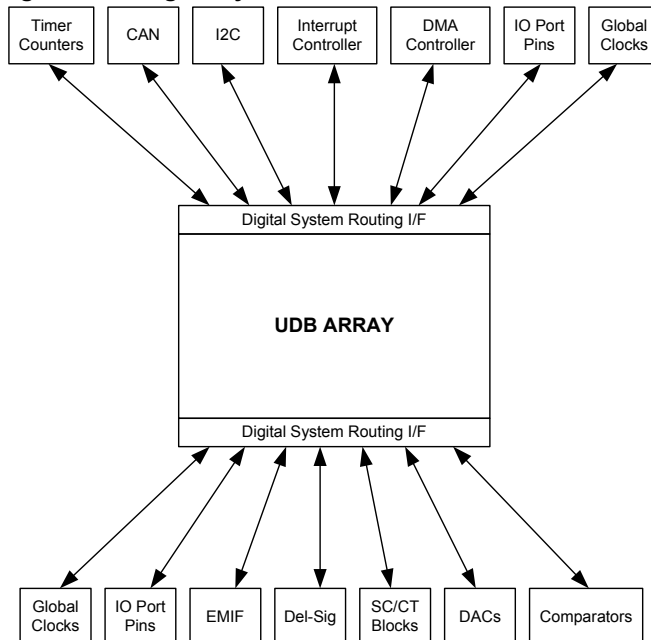 Timer
Counters
CAN
I2C
Interrupt
Controller
DMA
Controller
IO Port
Pins
Global
Clocks
Digital System Routing I/F
UDB ARRAY
Digital System Routing I/F
Global
Clocks
IO Port
Pins
EMIF
Del-Sig
SC/CT
Blocks
DACs
Comparators